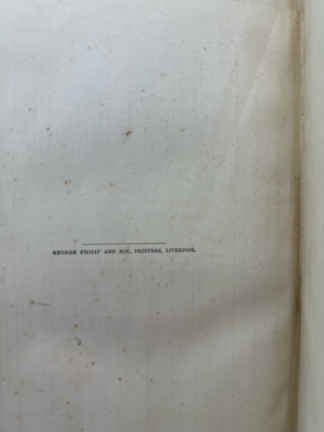 GEORGE PHILIP AND SON, PRINTERS, LIVERPOOL.